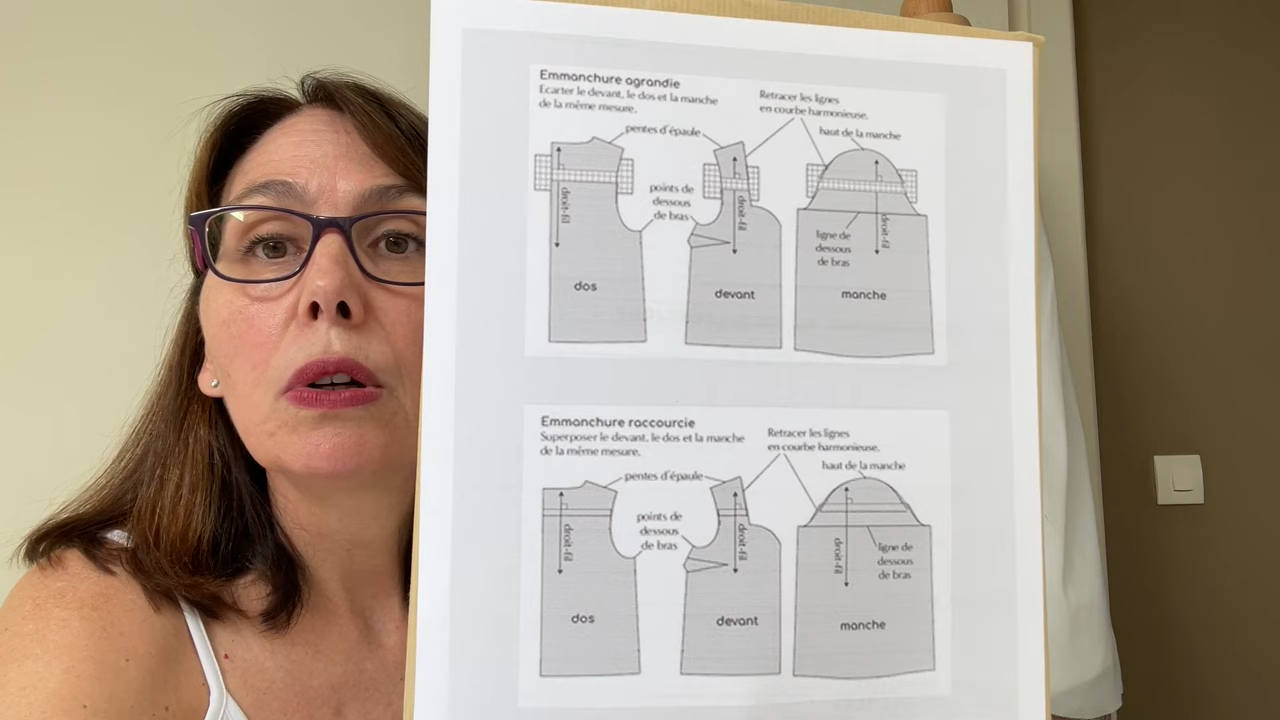 Emmanchure agrandie
Ecarter le devant, le dos et la manche
de la même mesure.
Retracer les lignes
en courbe harmonieuse.
pentes d'épaule
haut de la manche
points de
dessous
de bras
droit-fil
droit-fil
droit-fil
ligne de
dessous
de bras
dos
devant
manche
Emmanchure raccourcie
Superposer le devant, le dos et la manche
de la même mesure.
Retracer les lignes
en courbe harmonieuse.
pentes d'épaule
haut de la manche
points de
dessous
de bras
droit-fil
droit-fil
droit-fil
ligne de
dessous
de bras
dos
devant
manche